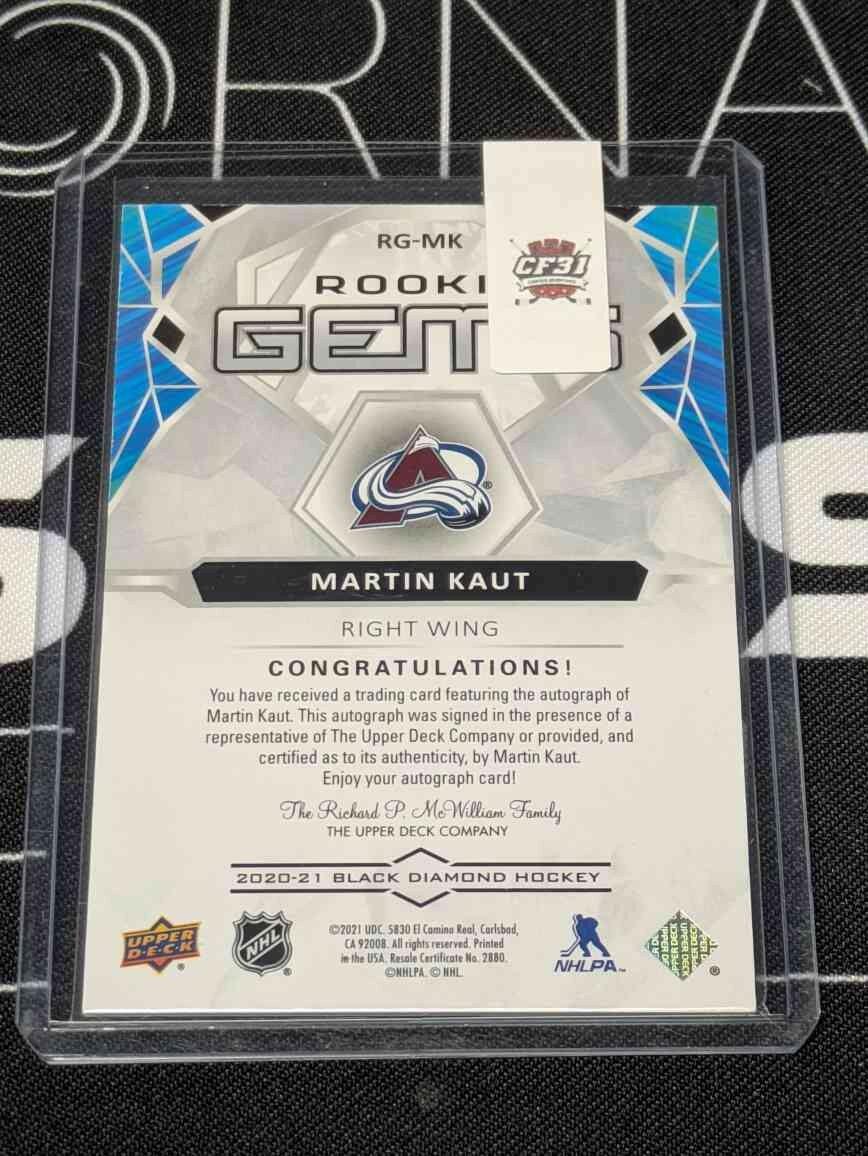 RNA
RG-MK
ROOKI
GEMS
CF31
A
MARTIN KAUT
RIGHT WING
CONGRATULATIONS!
You have received a trading card featuring the autograph of
Martin Kaut. This autograph was signed in the presence of a
representative of The Upper Deck Company or provided, and
certified as to its authenticity, by Martin Kaut.
Enjoy your autograph card!
The Richard P. McWilliam Family
THE UPPER DECK COMPANY
2020-21 BLACK DIAMOND HOCKEY
UPPER
D·E·C·K
NHL
©2021 UDC. 5830 El Camino Real, Carlsbad,
CA 92008. All rights reserved. Printed
in the USA. Resale Certificate No. 2880.
©NHLPA. © NHL.
NHLPA™
UPPER DECK
S
S